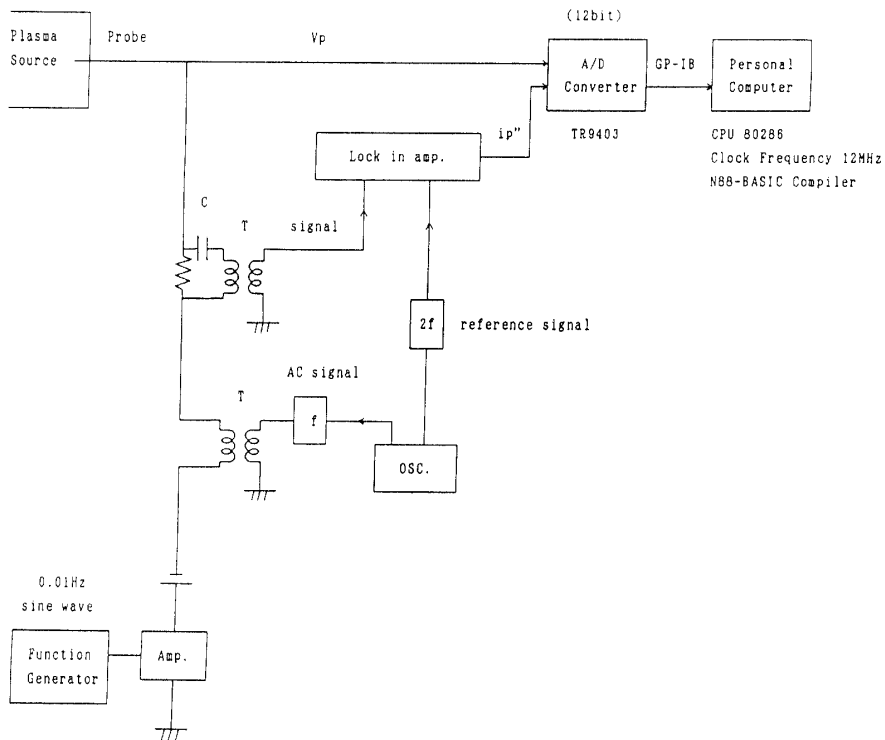 (12bit)
Plasma
Source
Probe
Vp
A/D
Converter
GP-IB
Personal
Computer
TR9403
CPU 80286
Clock Frequency 12MHz
N88-BASIC Compiler
ip"
Lock in amp.
C
T
signal
2f
reference signal
AC signal
T
f
OSC.
0.01Hz
sine wave
Function
Generator
Amp.